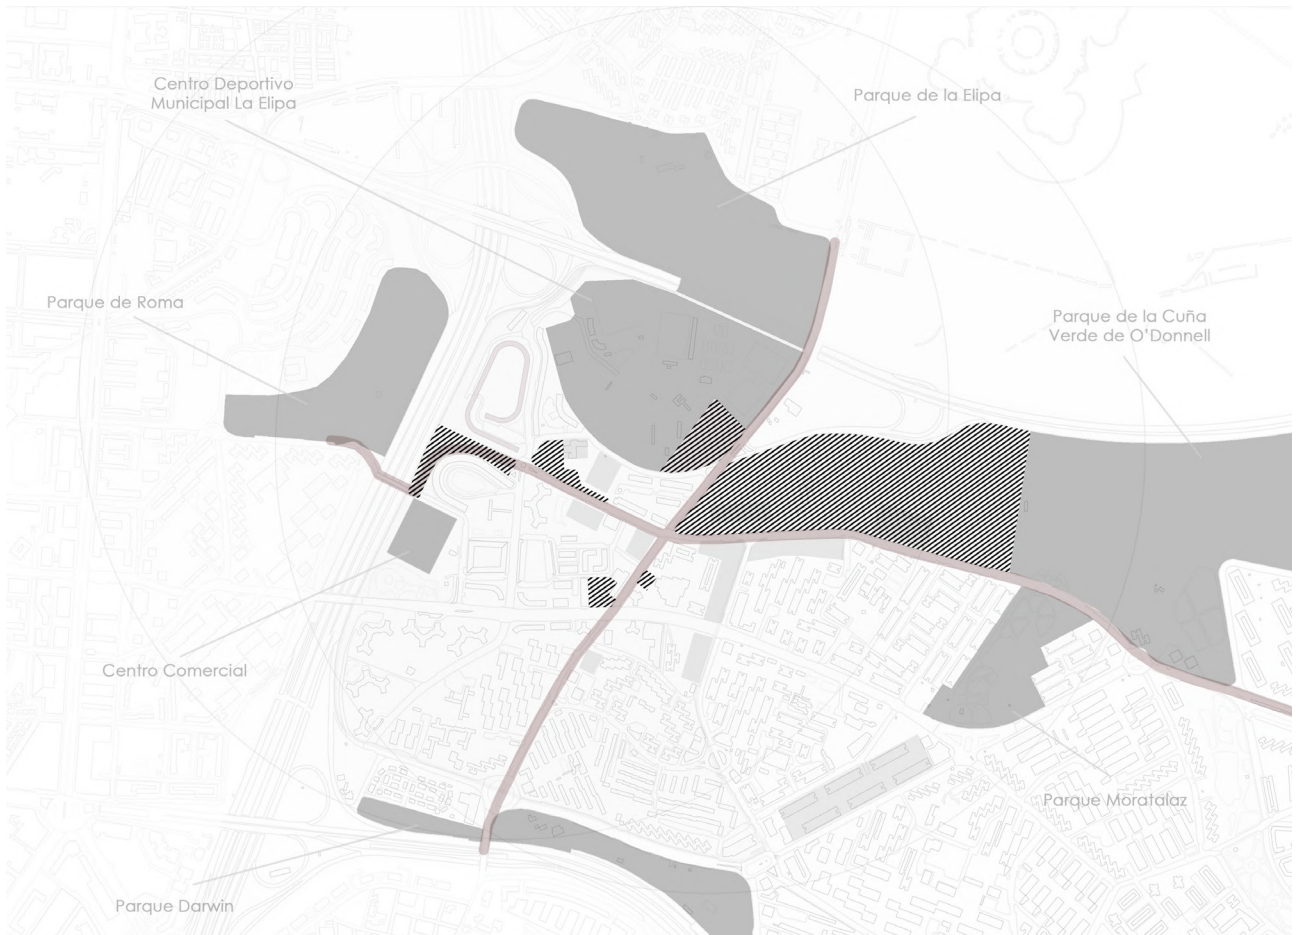 Centro Deportivo
Municipal La Elipa
Parque de la Elipa
Parque de Roma
Parque de la Cuña
Verde de O'Donnell
Centro Comercial
Parque Moratalaz
Parque Darwin